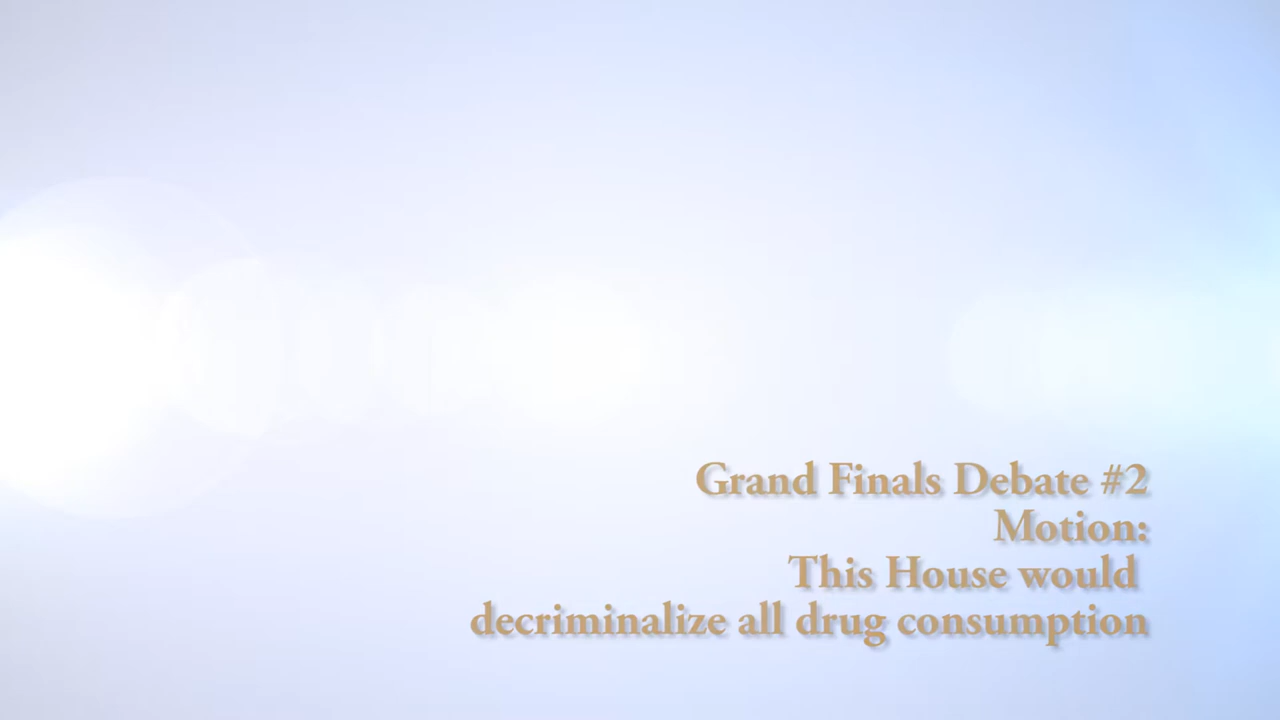 Grand Finals Debate #2
Motion:
This House would
decriminalize all drug consumption